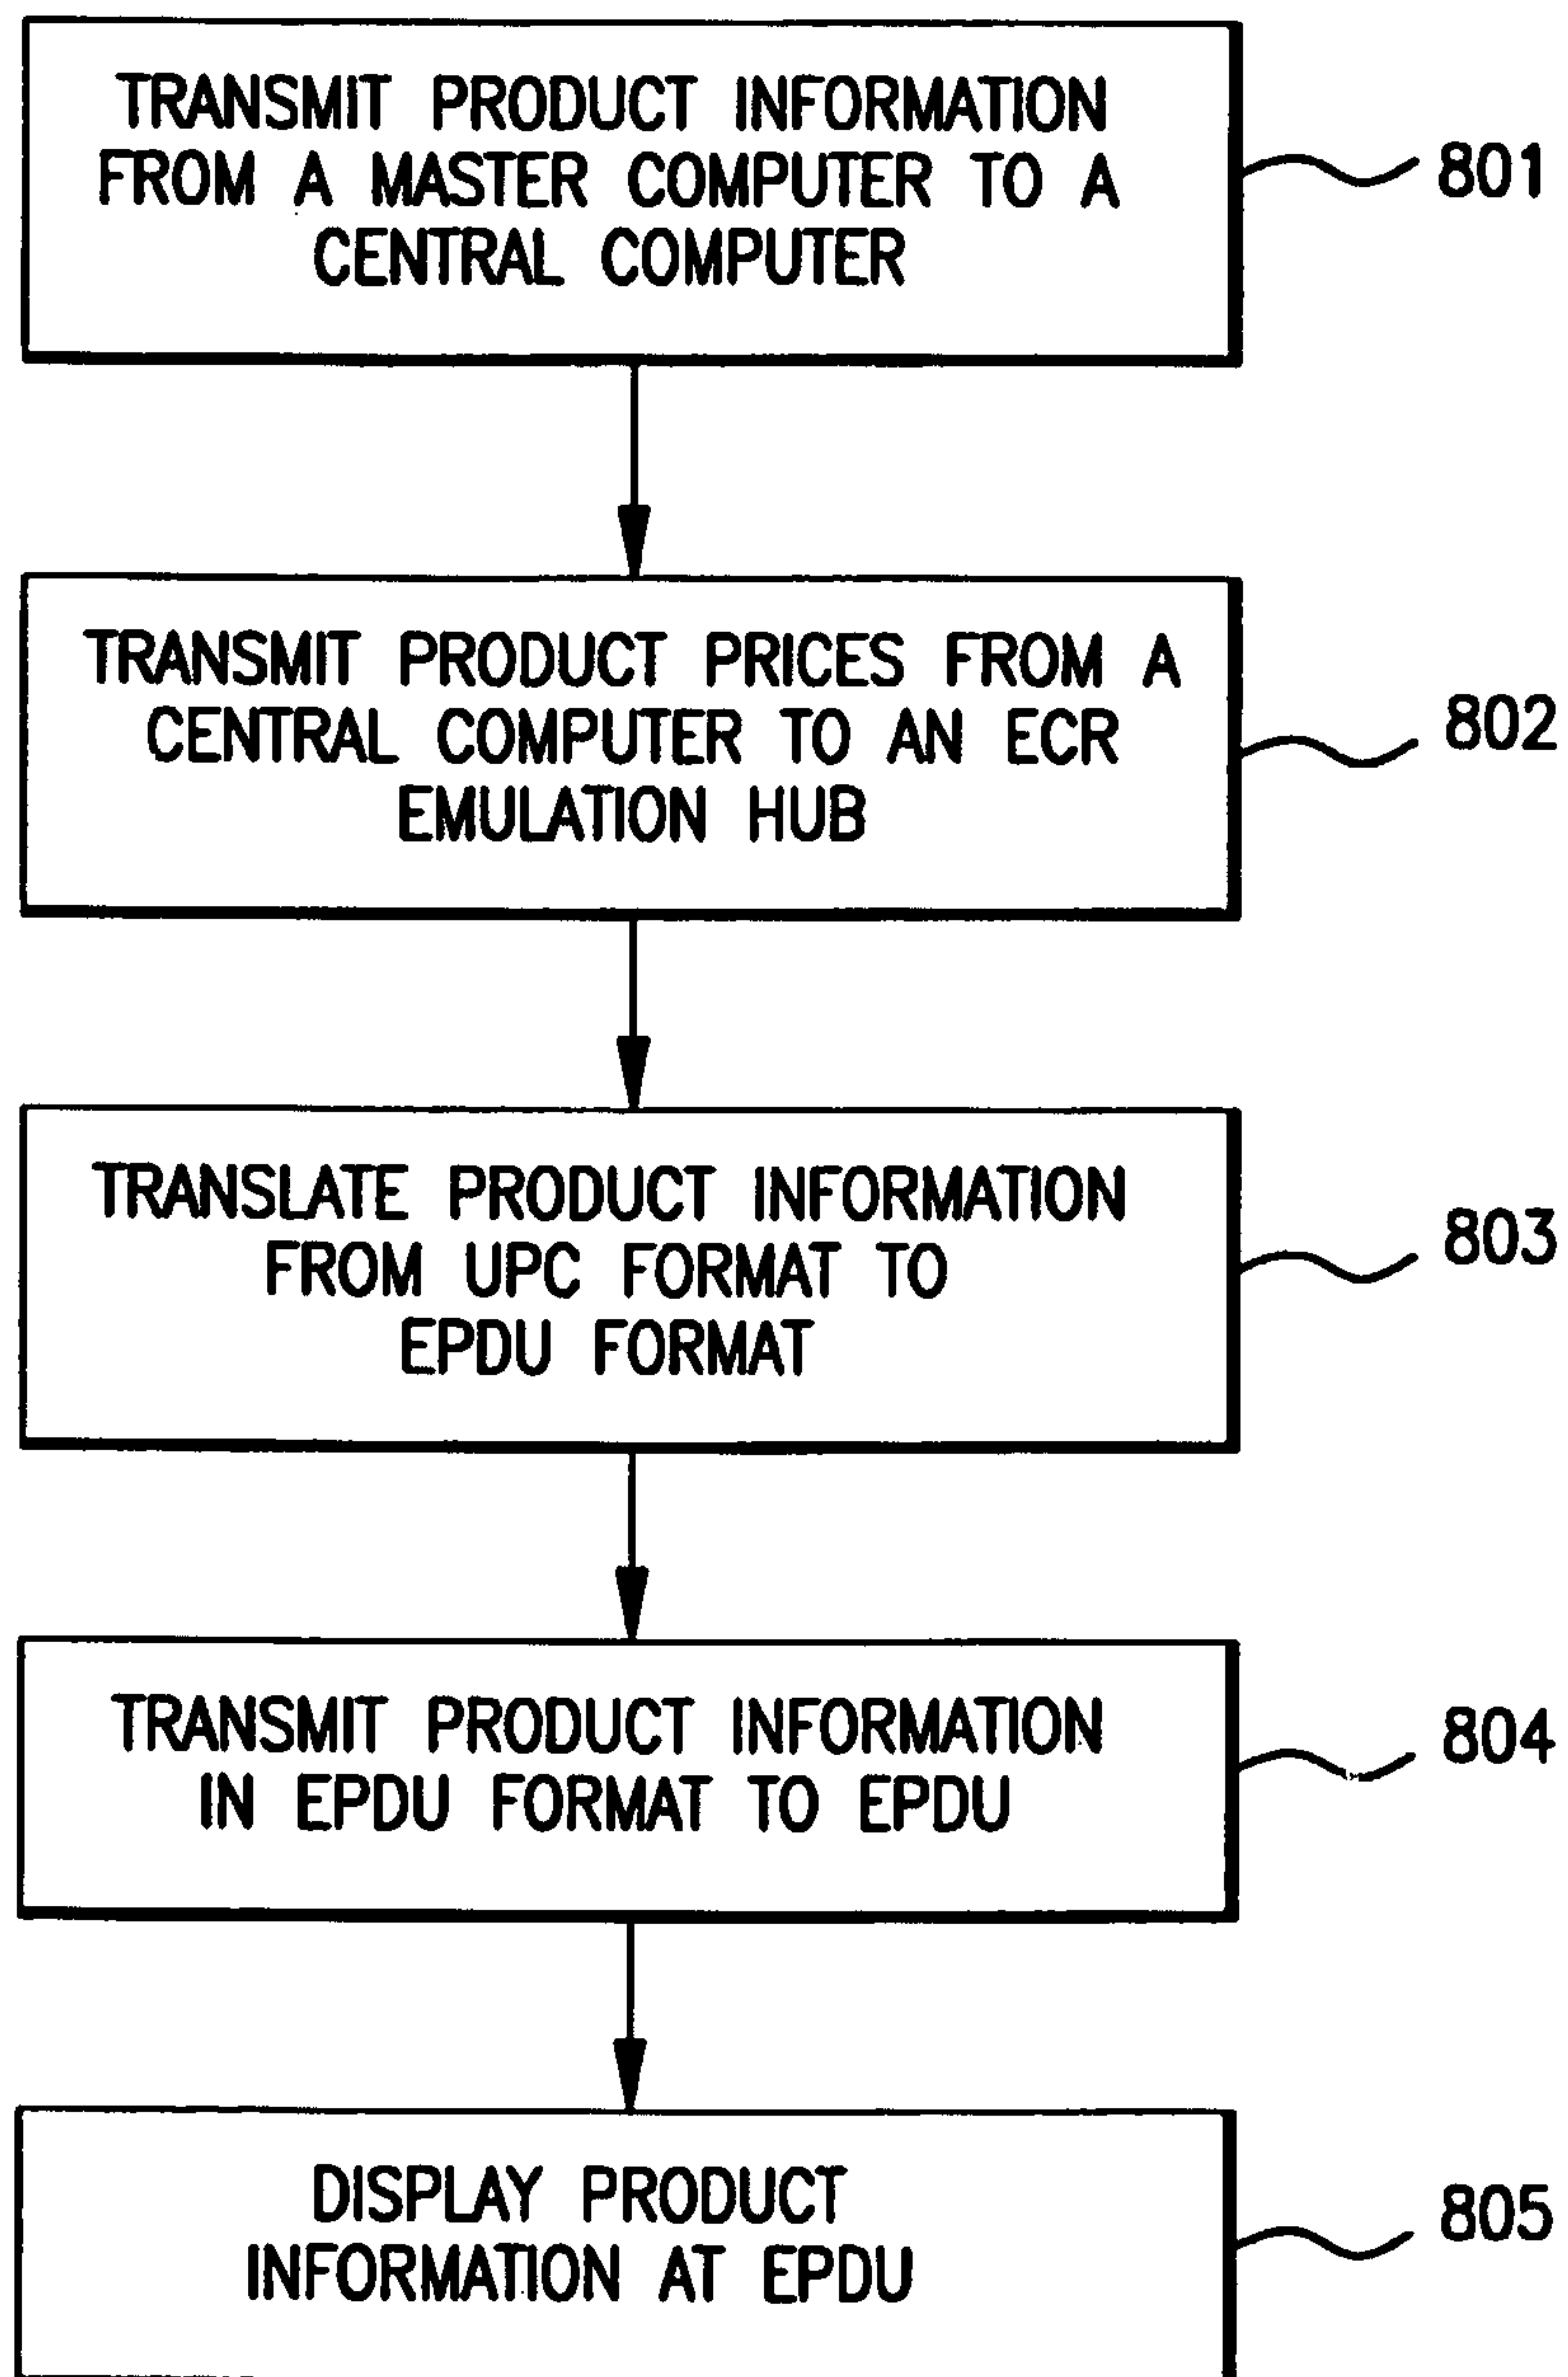 TRANSMIT PRODUCT INFORMATION
FROM A MASTER COMPUTER TO A
CENTRAL COMPUTER
801
TRANSMIT PRODUCT PRICES FROM A
CENTRAL COMPUTER TO AN ECR
EMULATION HUB
802
TRANSLATE PRODUCT INFORMATION
FROM UPC FORMAT TO
EPDU FORMAT
803
TRANSMIT PRODUCT INFORMATION
IN EPDU FORMAT TO EPDU
804
DISPLAY PRODUCT
INFORMATION AT EPDU
805